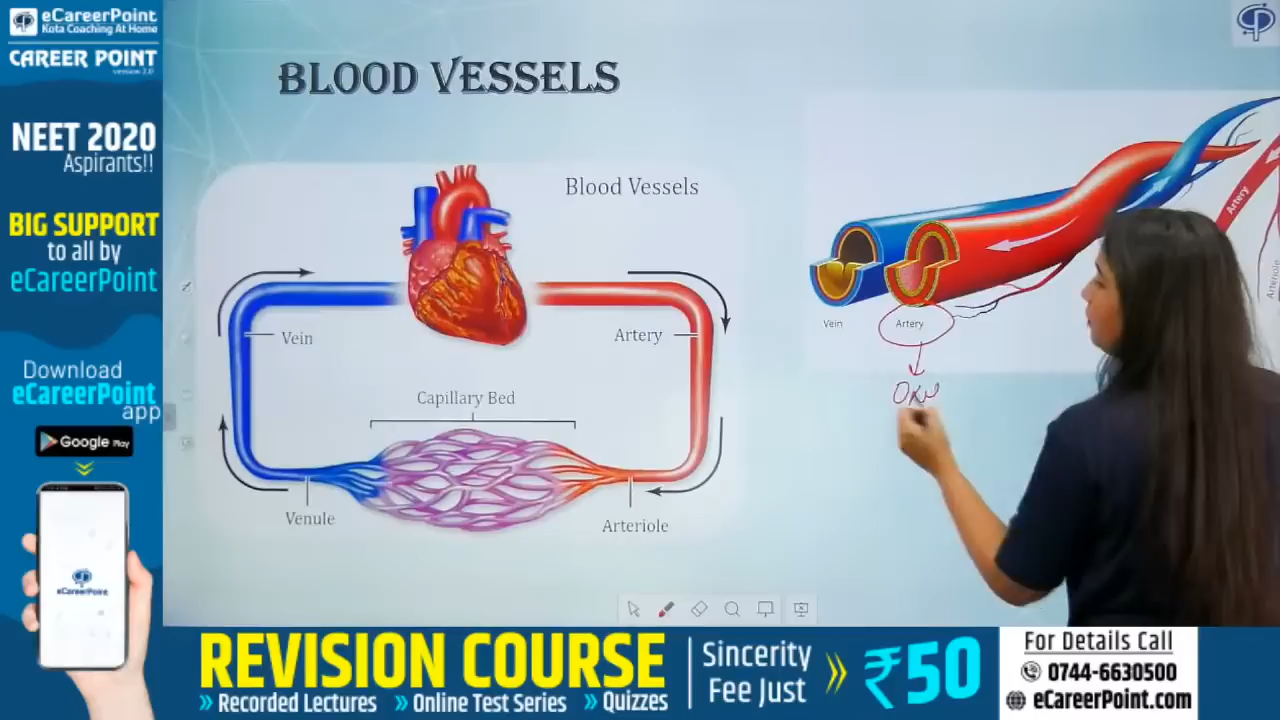 eCareerPoint
Kota Coaching At Home
CAREER POINT
version 2.0
NEET 2020
Aspirants!!
BIG SUPPORT
to all by
eCareerPoint
Download
eCareerPoint
app
Google Play
eCareerPoint
BLOOD VESSELS
Blood Vessels
Vein
Artery
Capillary Bed
Venule
Arteriole
Vein
Artery
Artery
Arteriole
REVISION COURSE
» Recorded Lectures » Online Test Series » Quizzes
Sincerity
Fee Just
» ₹50
For Details Call
0744-6630500
eCareerPoint.com